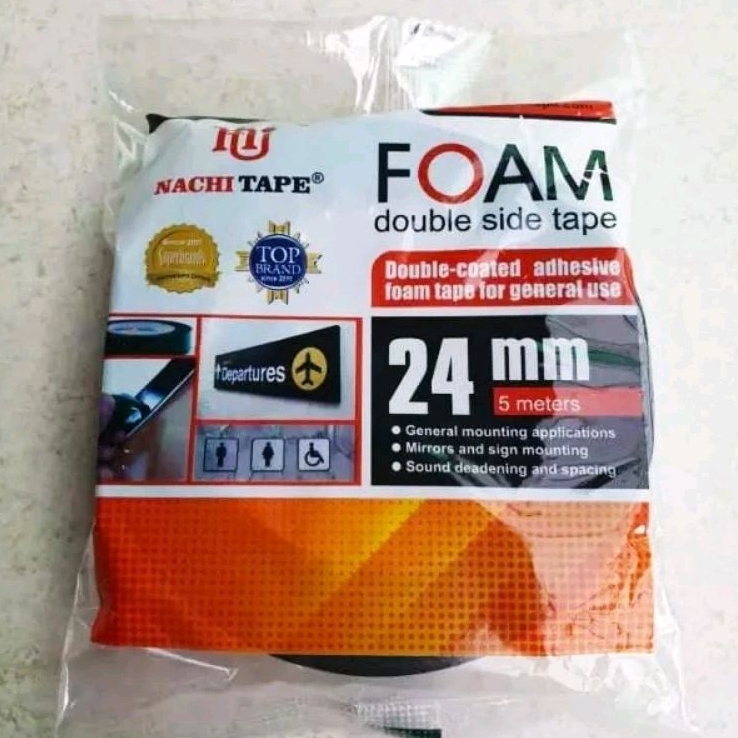 NACHI TAPE®
FOAM
double side tape
Superbrands
TOP
BRAND
Double-coated adhesive
foam tape for general use
Departures
24 mm
5 meters
● General mounting applications
● Mirrors and sign mounting
● Sound deadening and spacing